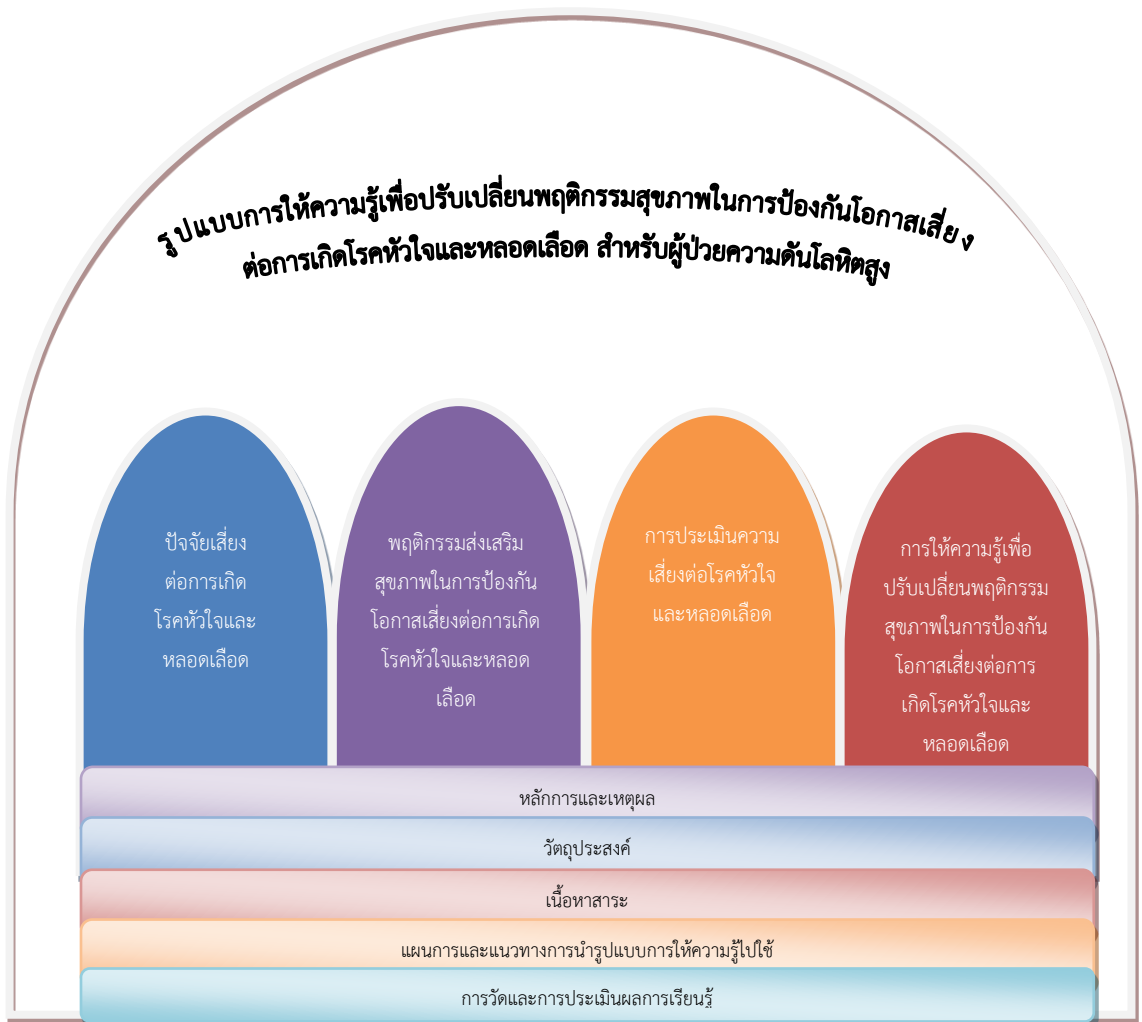 รูปแบบการให้ความรู้เพื่อปรับเปลี่ยนพฤติกรรมสุขภาพในการป้องกันโอกาสเสี่ยง
ต่อการเกิดโรคหัวใจและหลอดเลือด สำหรับผู้ป่วยความดันโลหิตสูง
ปัจจัยเสี่ยง
ต่อการเกิด
โรคหัวใจและ
หลอดเลือด
พฤติกรรมส่งเสริม
สุขภาพในการป้องกัน
โอกาสเสี่ยงต่อการเกิด
โรคหัวใจและหลอด
เลือด
การประเมินความ
เสี่ยงต่อโรคหัวใจ
และหลอดเลือด
การให้ความรู้เพื่อ
ปรับเปลี่ยนพฤติกรรม
สุขภาพในการป้องกัน
โอกาสเสี่ยงต่อการ
เกิดโรคหัวใจและ
หลอดเลือด
หลักการและเหตุผล
วัตถุประสงค์
เนื้อหาสาระ
แผนการและแนวทางการนำรูปแบบการให้ความรู้ไปใช้
การวัดและการประเมินผลการเรียนรู้